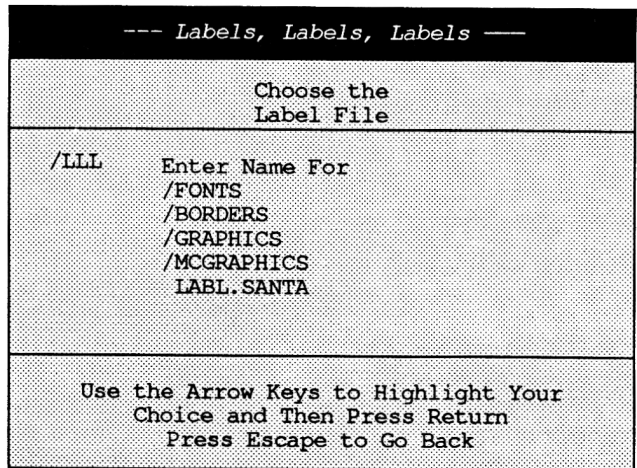 --- Labels, Labels, Labels ——
Choose the
Label File
/LLL Enter Name For
/FONTS
/BORDERS
/GRAPHICS
/MCGRAPHICS
LABL.SANTA
Use the Arrow Keys to Highlight Your
Choice and Then Press Return
Press Escape to Go Back